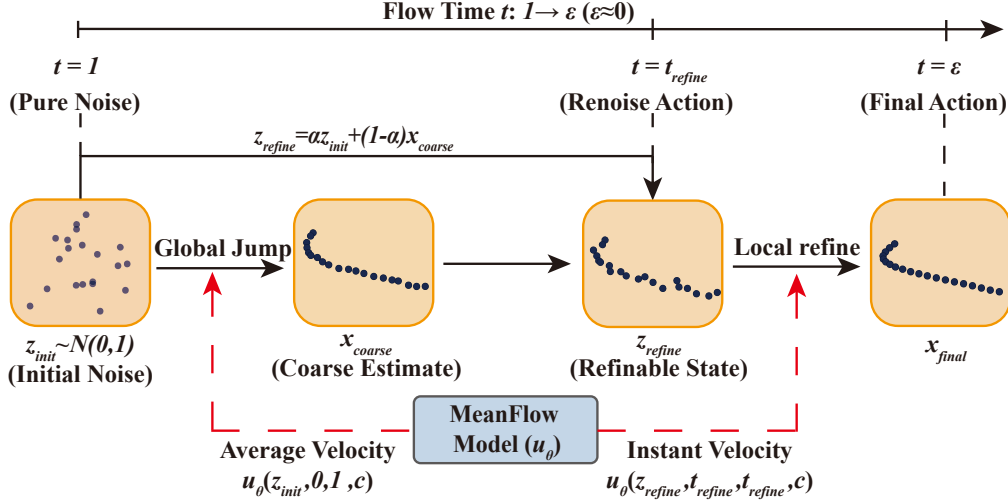 Flow Time t: 1→ ε (ε≈0)
t = 1
(Pure Noise)
t = t_refine
(Renoise Action)
t = ε
(Final Action)
z_refine=αz_init+(1-α)x_coarse
Global Jump
Local refine
z_init~N(0,1)
(Initial Noise)
x_coarse
(Coarse Estimate)
z_refine
(Refinable State)
x_final
MeanFlow
Model (u_θ)
Average Velocity
u_θ(z_init,0,1 ,c)
Instant Velocity
u_θ(z_refine,t_refine,t_refine,c)